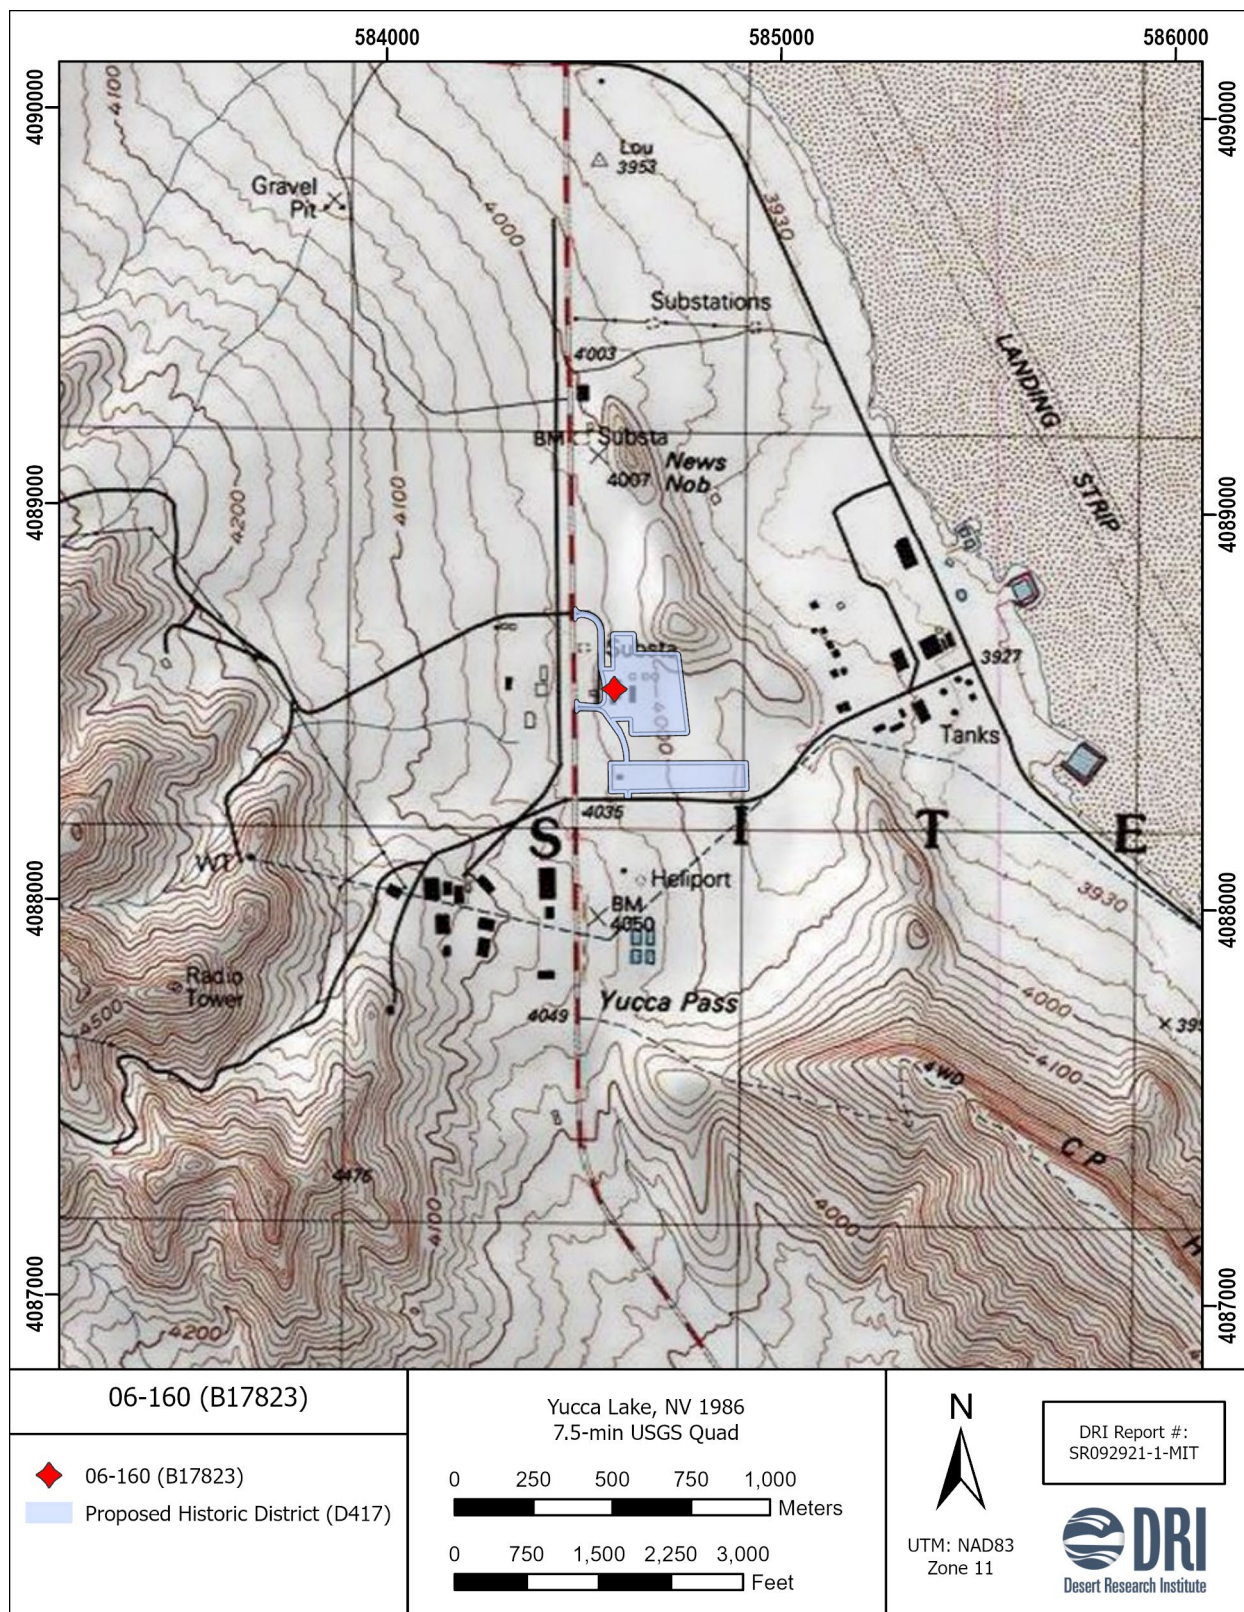 584000
585000
586000
4090000
4090000
4100
Lou
3953
Gravel
Pit
4000
3930
Substations
LANDING
STRIP
4003
BM
Substa
4007
News
Nob
4089000
4089000
4200
4100
Substa
4000
3927
Tanks
4035
S I T E
WT
Heliport
BM
4050
3930
4088000
4088000
Radio
Tower
4500
Yucca Pass
4049
4000
4100
4WD
C P
4476
4100
4000
H
4087000
4087000
4200
06-160 (B17823)
06-160 (B17823)
Proposed Historic District (D417)
Yucca Lake, NV 1986
7.5-min USGS Quad
0 250 500 750 1,000
Meters
0 750 1,500 2,250 3,000
Feet
N
UTM: NAD83
Zone 11
DRI Report #:
SR092921-1-MIT
DRI
Desert Research Institute